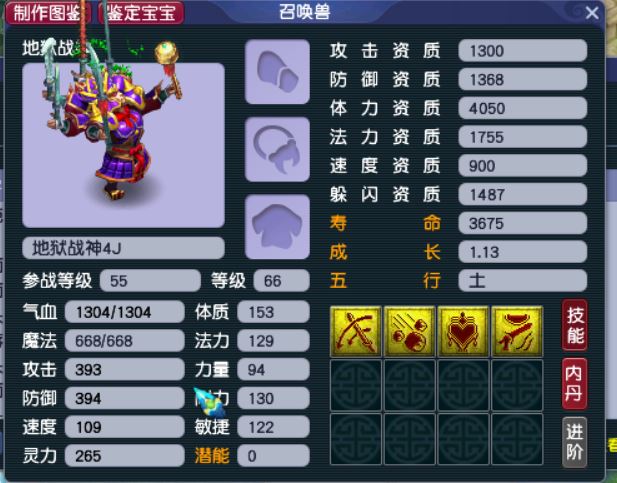 制作图鉴 鉴定宝宝 召唤兽
地狱战
攻击资质 1300
防御资质 1368
体力资质 4050
法力资质 1755
速度资质 900
躲闪资质 1487
寿命 3675
成长 1.13
五行 土
地狱战神4J
参战等级 55 等级 66
气血 1304/1304 体质 153
魔法 668/668 法力 129
攻击 393 力量 94
防御 394 力 130
速度 109 敏捷 122
灵力 265 潜能 0
技能
内丹
进阶